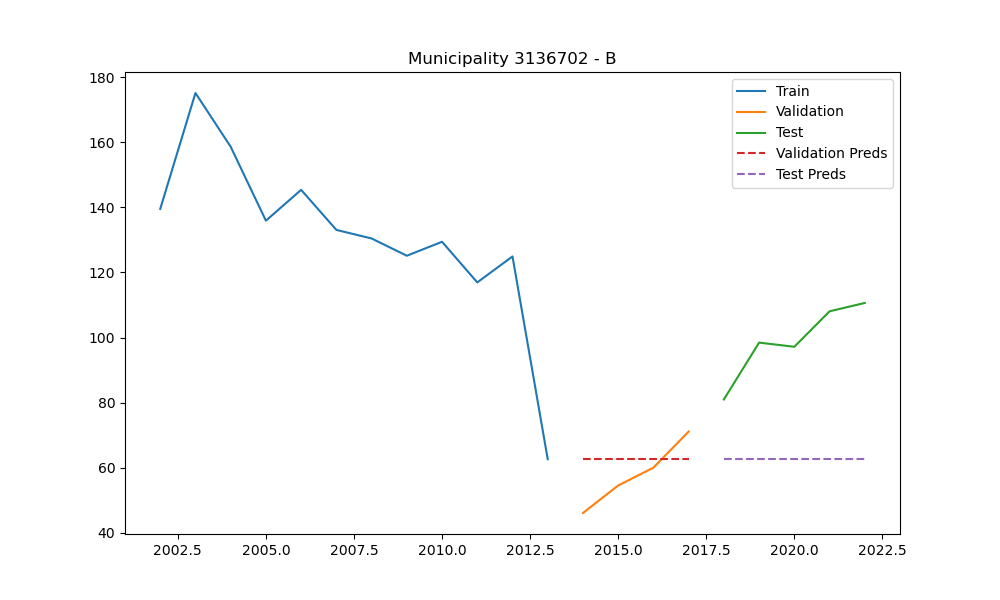 Municipality 3136702 - B
180
160
140
120
100
80
60
40
Train
Validation
Test
Validation Preds
Test Preds
2002.5 2005.0 2007.5 2010.0 2012.5 2015.0 2017.5 2020.0 2022.5